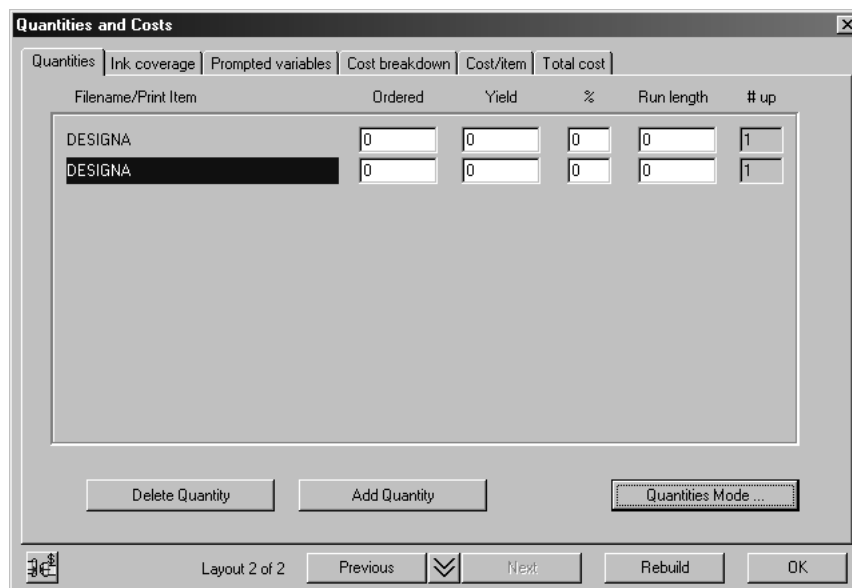 Quantities and Costs
Quantities Ink coverage Prompted variables Cost breakdown Cost/item Total cost
Filename/Print Item Ordered Yield % Run length # up
DESIGNA 0 0 0 0 1
DESIGNA 0 0 0 0 1
Delete Quantity Add Quantity Quantities Mode ...
Layout 2 of 2 Previous Next Rebuild OK